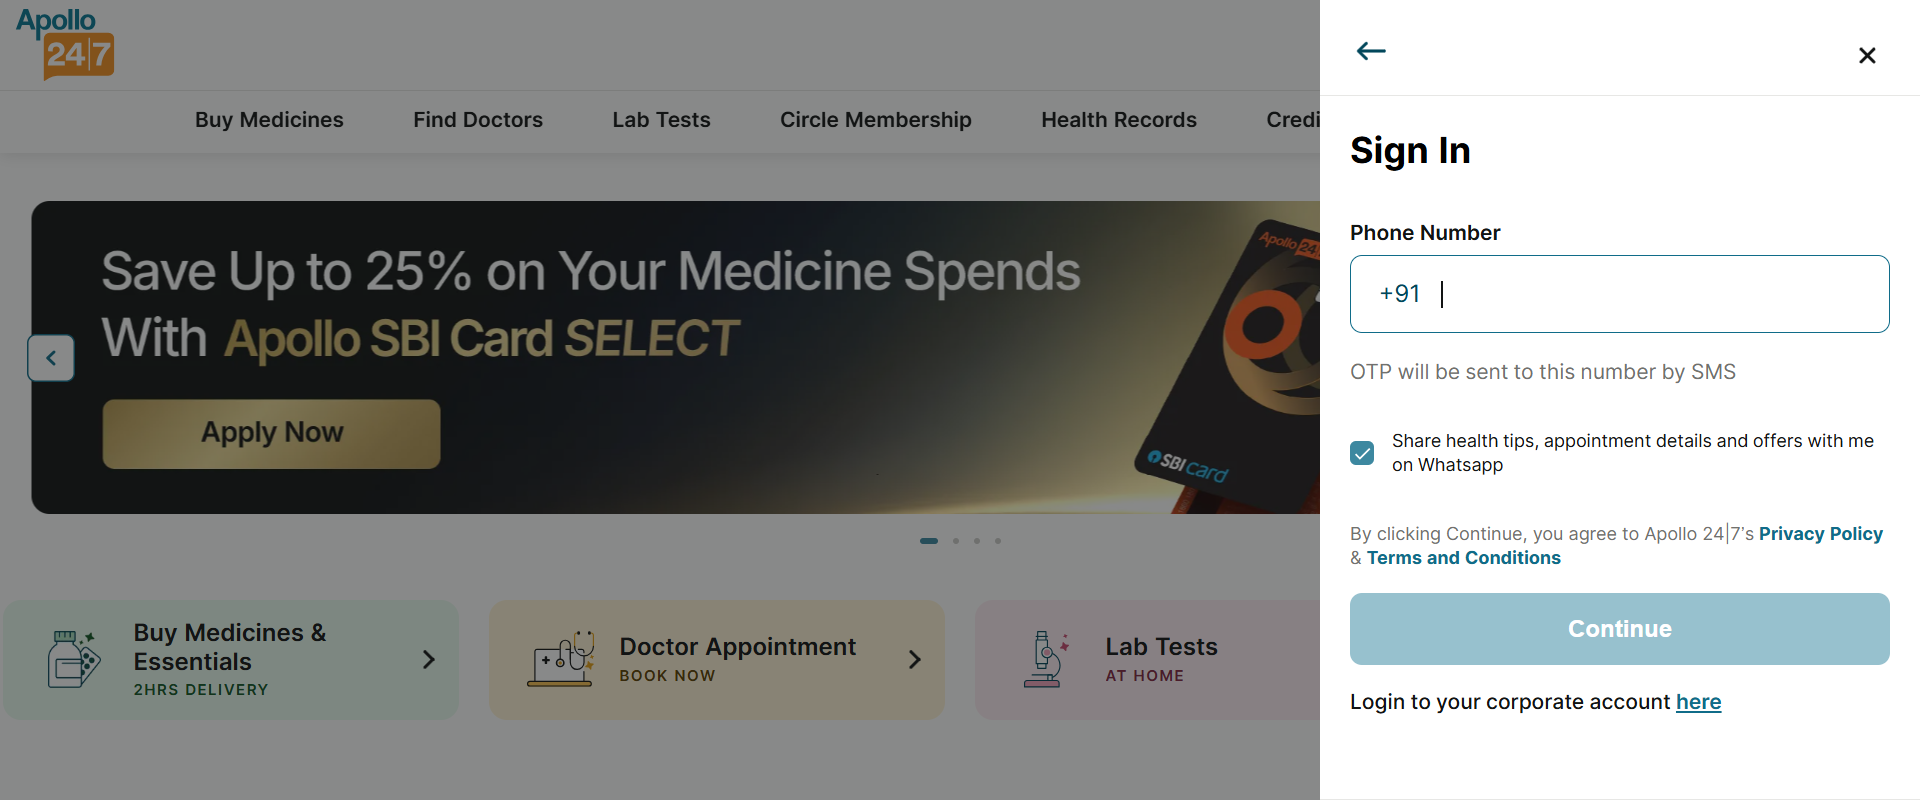 Apollo
24|7
Buy Medicines
Find Doctors
Lab Tests
Circle Membership
Health Records
Credi
Save Up to 25% on Your Medicine Spends
With Apollo SBI Card SELECT
Apply Now
Apollo 24
SBI Card
Buy Medicines &
Essentials
2HRS DELIVERY
Doctor Appointment
BOOK NOW
Lab Tests
AT HOME
Sign In
Phone Number
+91
OTP will be sent to this number by SMS
Share health tips, appointment details and offers with me
on Whatsapp
By clicking Continue, you agree to Apollo 24|7's Privacy Policy
& Terms and Conditions
Continue
Login to your corporate account here